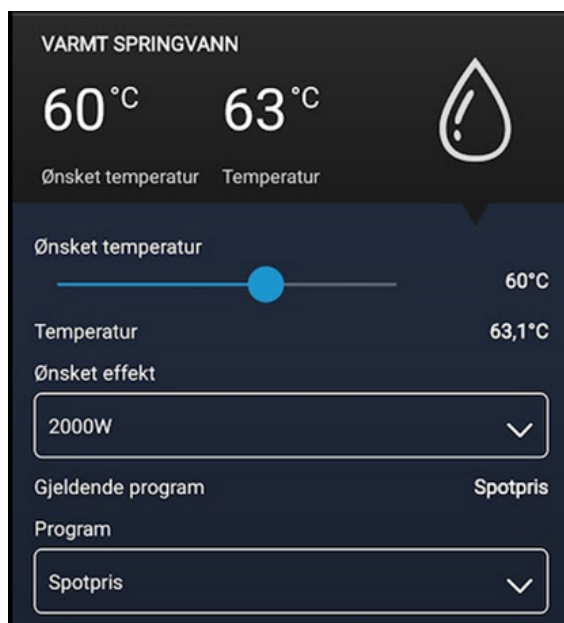 VARMT SPRINGVANN
60°C 63°C
Ønsket temperatur Temperatur
Ønsket temperatur
60°C
Temperatur 63,1°C
Ønsket effekt
2000W
Gjeldende program Spotpris
Program
Spotpris